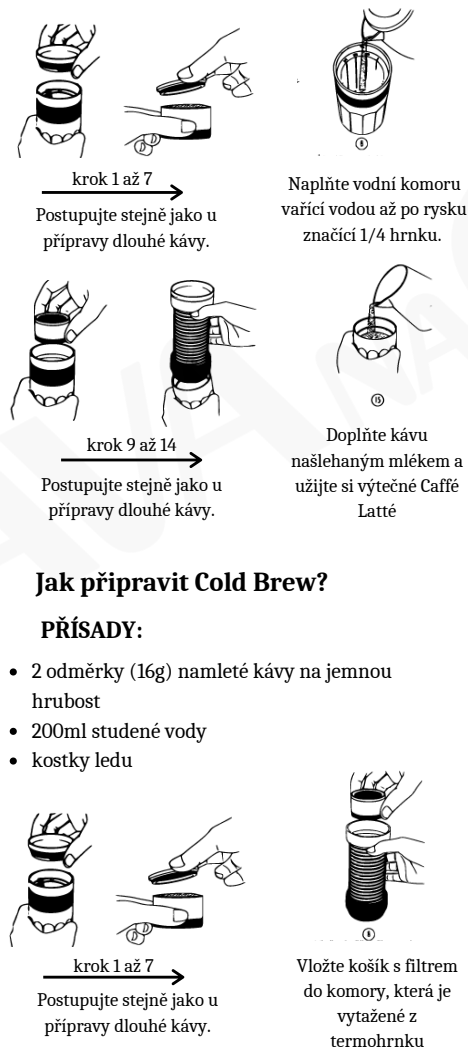 krok 1 až 7
Postupujte stejně jako u
přípravy dlouhé kávy.
8
Naplňte vodní komoru
vařící vodou až po rysku
značící 1/4 hrnku.
krok 9 až 14
Postupujte stejně jako u
přípravy dlouhé kávy.
15
Doplňte kávu
našlehaným mlékem a
užijte si výtečné Caffé
Latté
Jak připravit Cold Brew?
PŘÍSADY:
• 2 odměrky (16g) namleté kávy na jemnou
hrubost
• 200ml studené vody
• kostky ledu
krok 1 až 7
Postupujte stejně jako u
přípravy dlouhé kávy.
8
Vložte košík s filtrem
do komory, která je
vytažené z
termohrnku